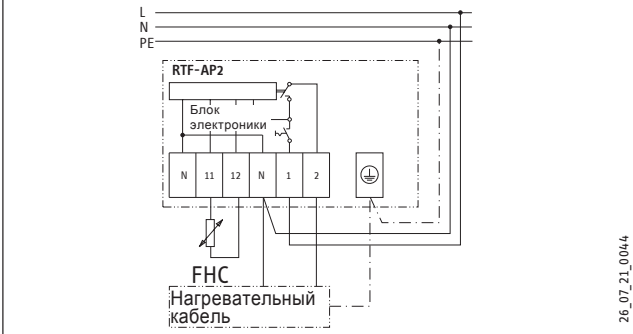 L
N
PE
RTF-AP2
Блок
электроники
N 11 12 N 1 2
FHC
Нагревательный
кабель
26_07_21_0044